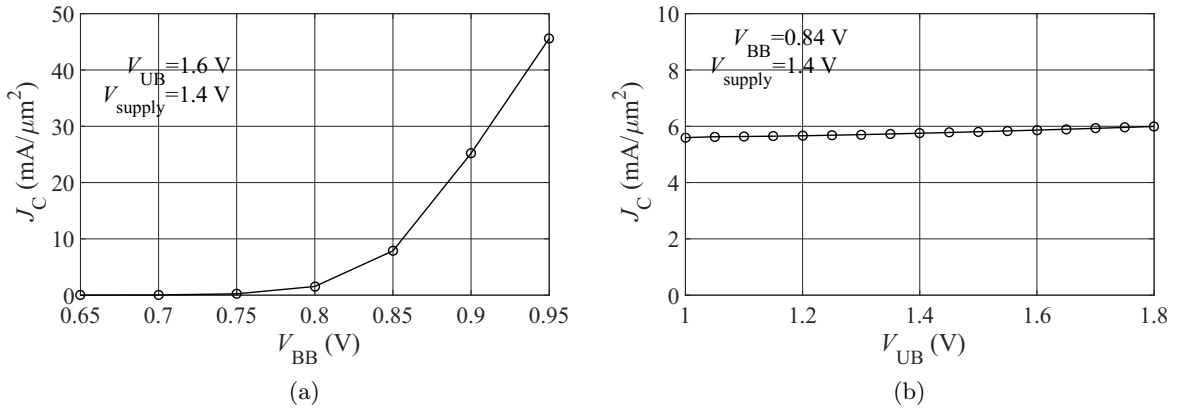 50
40
30
20
10
0
J_C (mA/μm²)
V_UB=1.6 V
V_supply=1.4 V
0.65 0.7 0.75 0.8 0.85 0.9 0.95
V_BB (V)
(a)
10
8
6
4
2
0
J_C (mA/μm²)
V_BB=0.84 V
V_supply=1.4 V
1 1.2 1.4 1.6 1.8
V_UB (V)
(b)